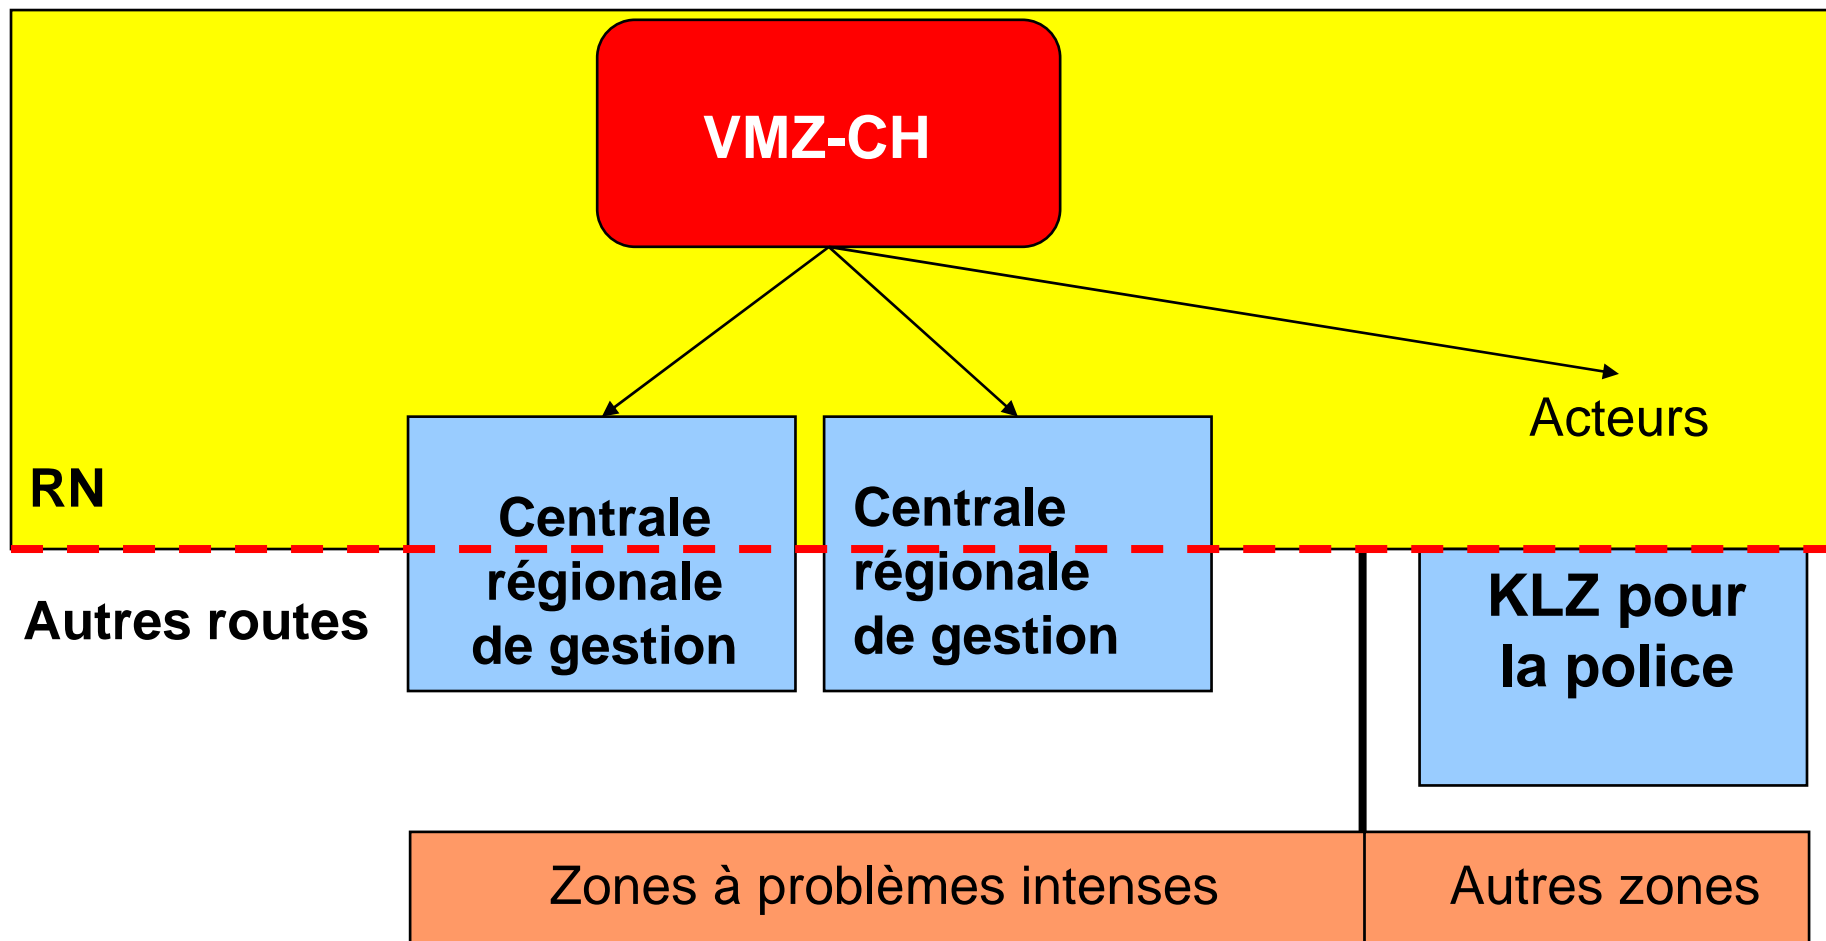 VMZ-CH
Acteurs
RN
Centrale
régionale
de gestion
Centrale
régionale
de gestion
Autres routes
KLZ pour
la police
Zones à problèmes intenses
Autres zones